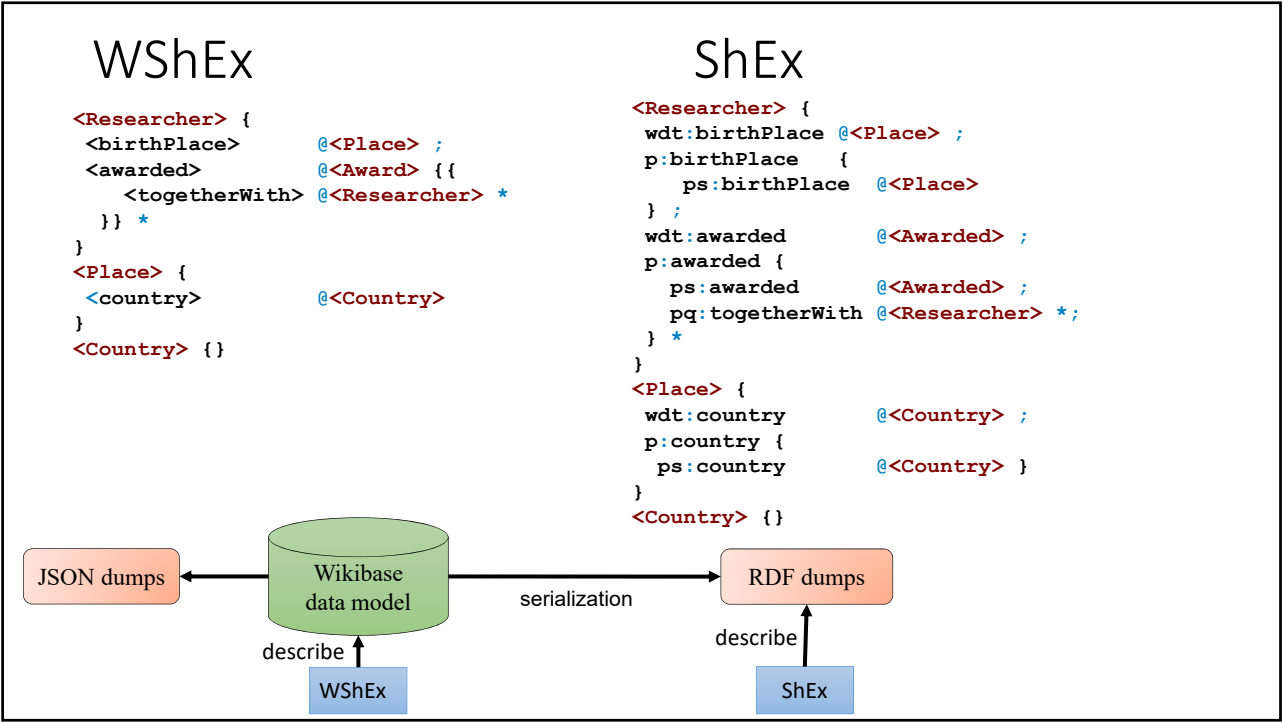 WShEx
<Researcher> {
<birthPlace> @<Place> ;
<awarded> @<Award> {{
<togetherWith> @<Researcher> *
}} *
}
<Place> {
<country> @<Country>
}
<Country> {}
ShEx
<Researcher> {
wdt:birthPlace @<Place> ;
p:birthPlace {
ps:birthPlace @<Place>
} ;
wdt:awarded @<Awarded> ;
p:awarded {
ps:awarded @<Awarded> ;
pq:togetherWith @<Researcher> *;
} *
}
<Place> {
wdt:country @<Country> ;
p:country {
ps:country @<Country> }
}
<Country> {}
JSON dumps
Wikibase
data model
serialization
RDF dumps
describe
WShEx
describe
ShEx